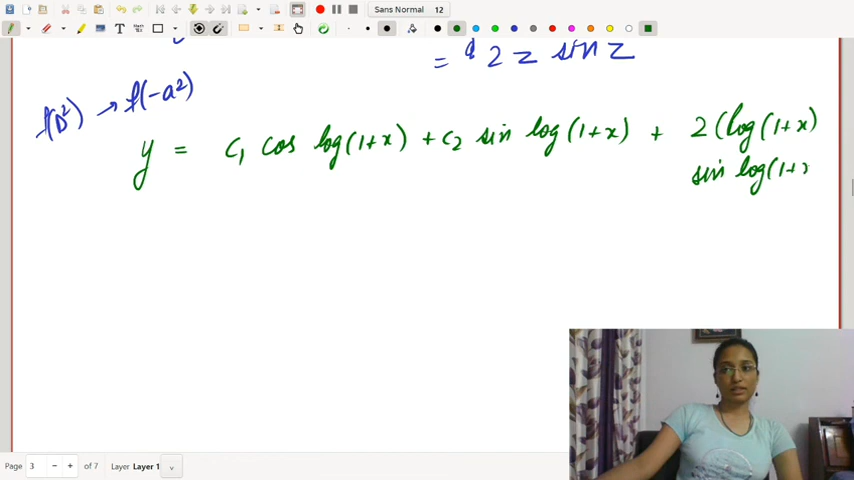 Sans Normal 12
= 2 z sin z
f(D²) → f(-a²)
y = c₁ cos log(1+x) + c₂ sin log(1+x) + 2(log(1+x)
sin log(1+x
Page 3 - + of 7 Layer Layer 1